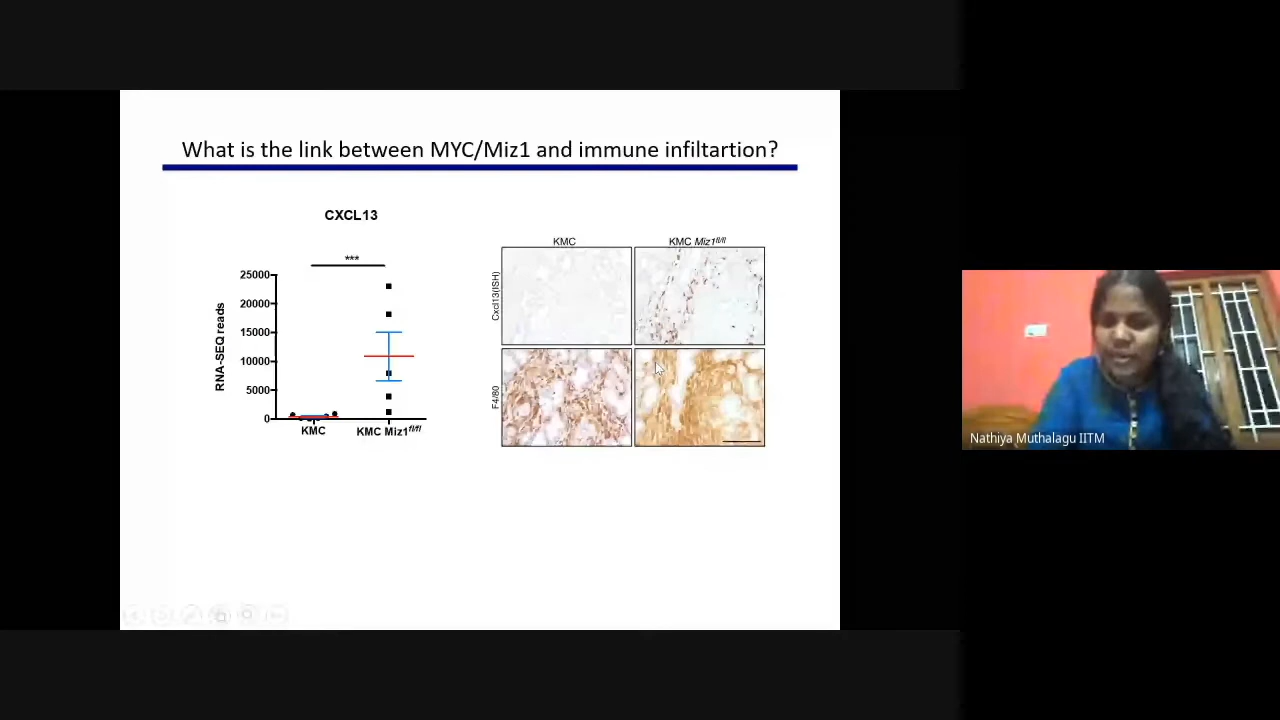 What is the link between MYC/Miz1 and immune infiltartion?
CXCL13
***
25000
20000
15000
10000
5000
0
RNA-SEQ reads
KMC
KMC Miz1fl/fl
KMC
KMC Miz1fl/fl
Cxcl13(ISH)
F4/80
Nathiya Muthalagu IITM